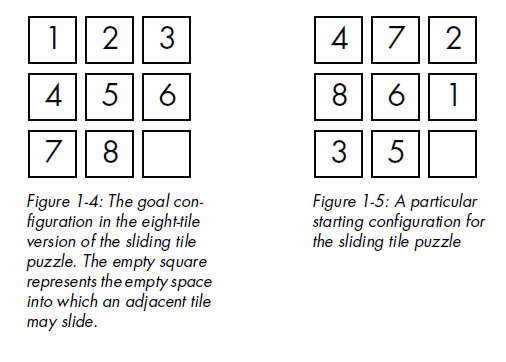 1 2 3
4 5 6
7 8
Figure 1-4: The goal con-
figuration in the eight-tile
version of the sliding tile
puzzle. The empty square
represents the empty space
into which an adjacent tile
may slide.
4 7 2
8 6 1
3 5
Figure 1-5: A particular
starting configuration for
the sliding tile puzzle